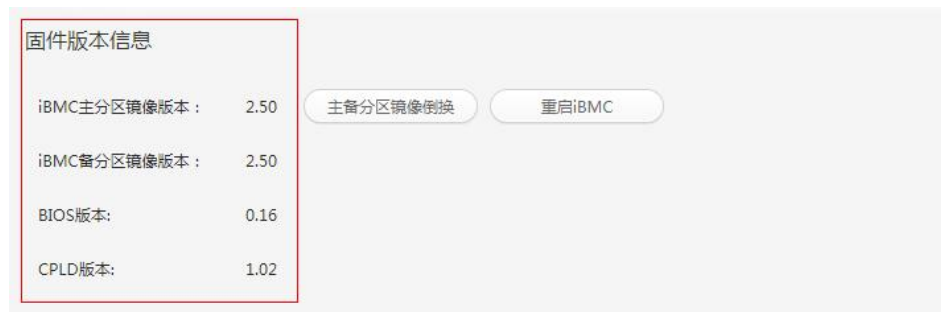 固件版本信息
iBMC主分区镜像版本： 2.50 主备分区镜像倒换 重启iBMC
iBMC备分区镜像版本： 2.50
BIOS版本: 0.16
CPLD版本: 1.02